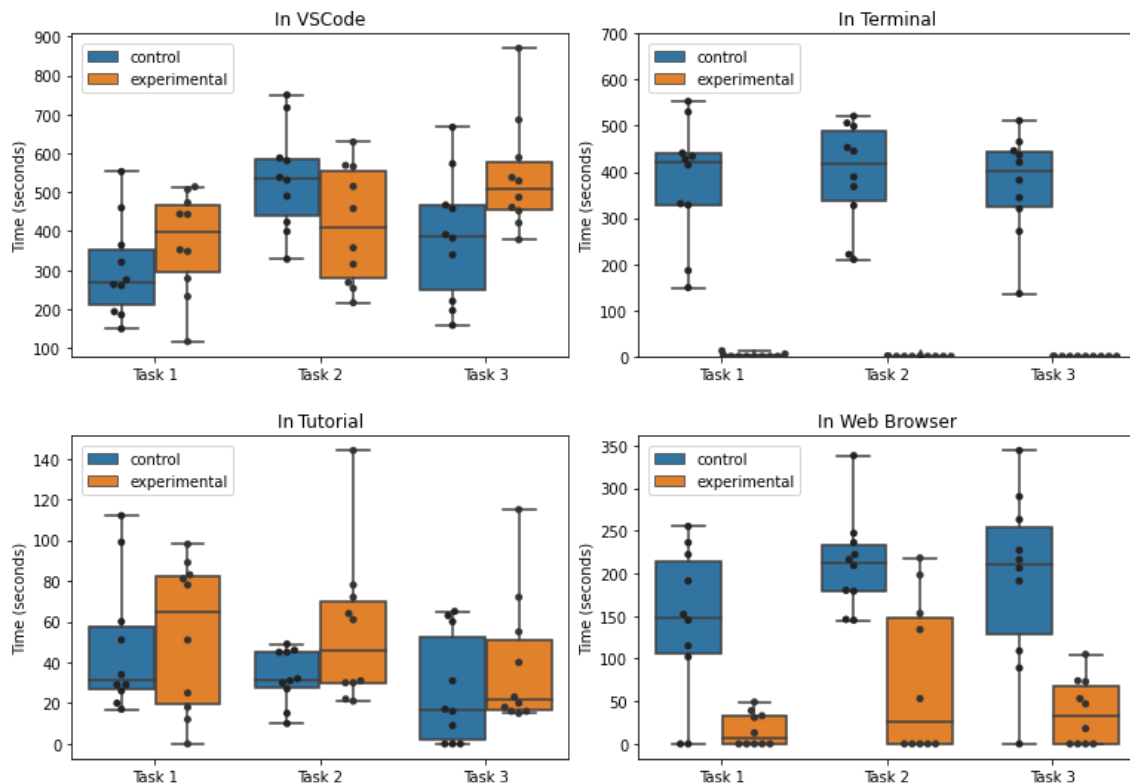 In VSCode
Time (seconds)
900
800
700
600
500
400
300
200
100
control
experimental
Task 1
Task 2
Task 3
In Terminal
Time (seconds)
700
600
500
400
300
200
100
0
control
experimental
Task 1
Task 2
Task 3
In Tutorial
Time (seconds)
140
120
100
80
60
40
20
0
control
experimental
Task 1
Task 2
Task 3
In Web Browser
Time (seconds)
350
300
250
200
150
100
50
0
control
experimental
Task 1
Task 2
Task 3